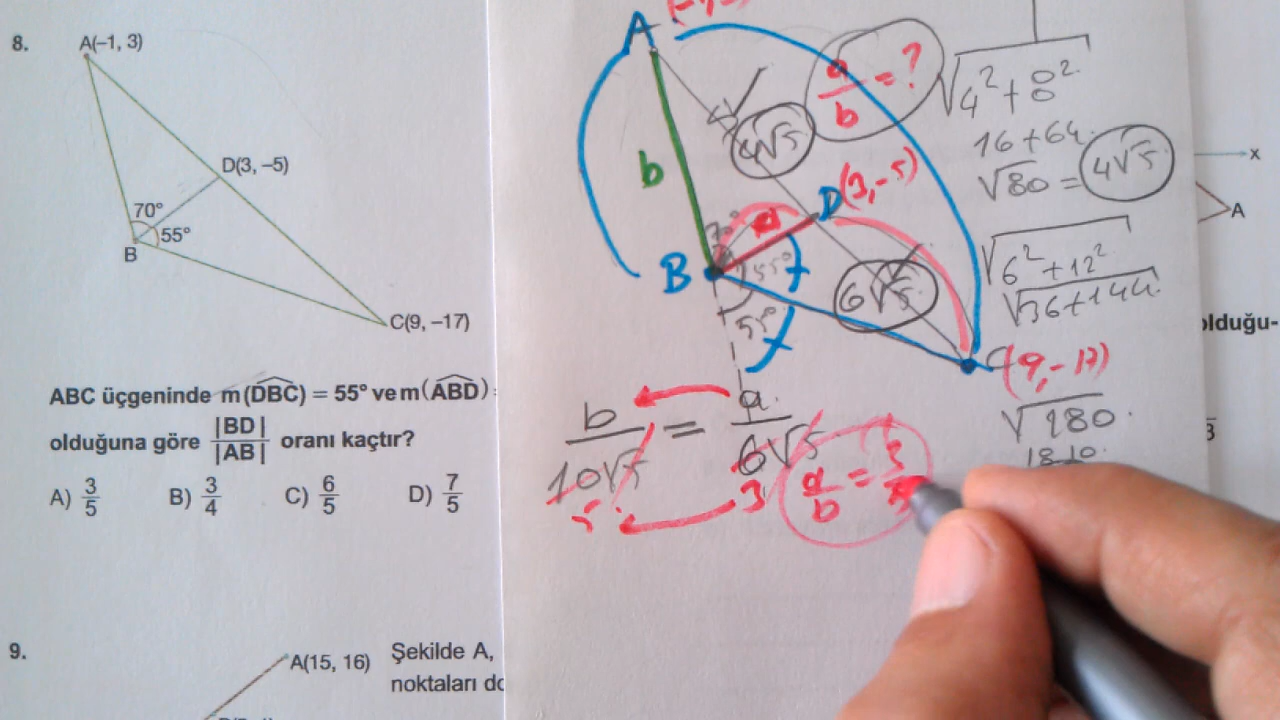 8.
A(−1, 3)
D(3, −5)
70°
55°
B
C(9, −17)
ABC üçgeninde m(DBC) = 55° ve m(ABD)
olduğuna göre |BD| / |AB| oranı kaçtır?
A) 3/5 B) 3/4 C) 6/5 D) 7/5
9.
A(15, 16)
Şekilde A,
noktaları
A
a/b = ?
4√5
b
D(3,-5)
B
55°
6√5
55°
(9,-17)
b/10√5 = a/6√5
5
3
a/b =
√4²+8²
16+64
√80 = 4√5
√6²+12²
√36+144
√180
18.10
x
A
olduğu-